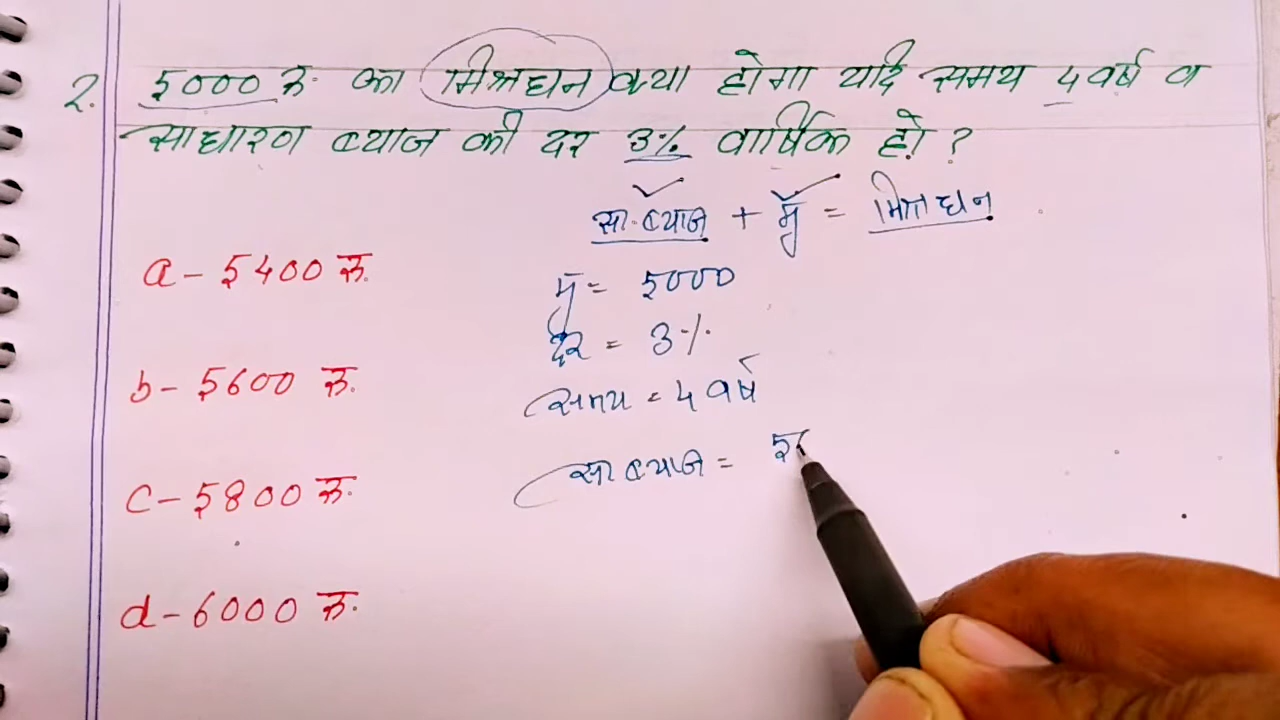 2. 5000 रु. का मिश्रधन क्या होगा यदि समय 4 वर्ष व
साधारण ब्याज की दर 3% वार्षिक हो ?
सा. ब्याज + मू = मिश्रधन
a - 5400 रु.
मू = 5000
दर = 3%
b - 5600 रु.
समय = 4 वर्ष
सा ब्याज = 5
c - 5800 रु.
d - 6000 रु.